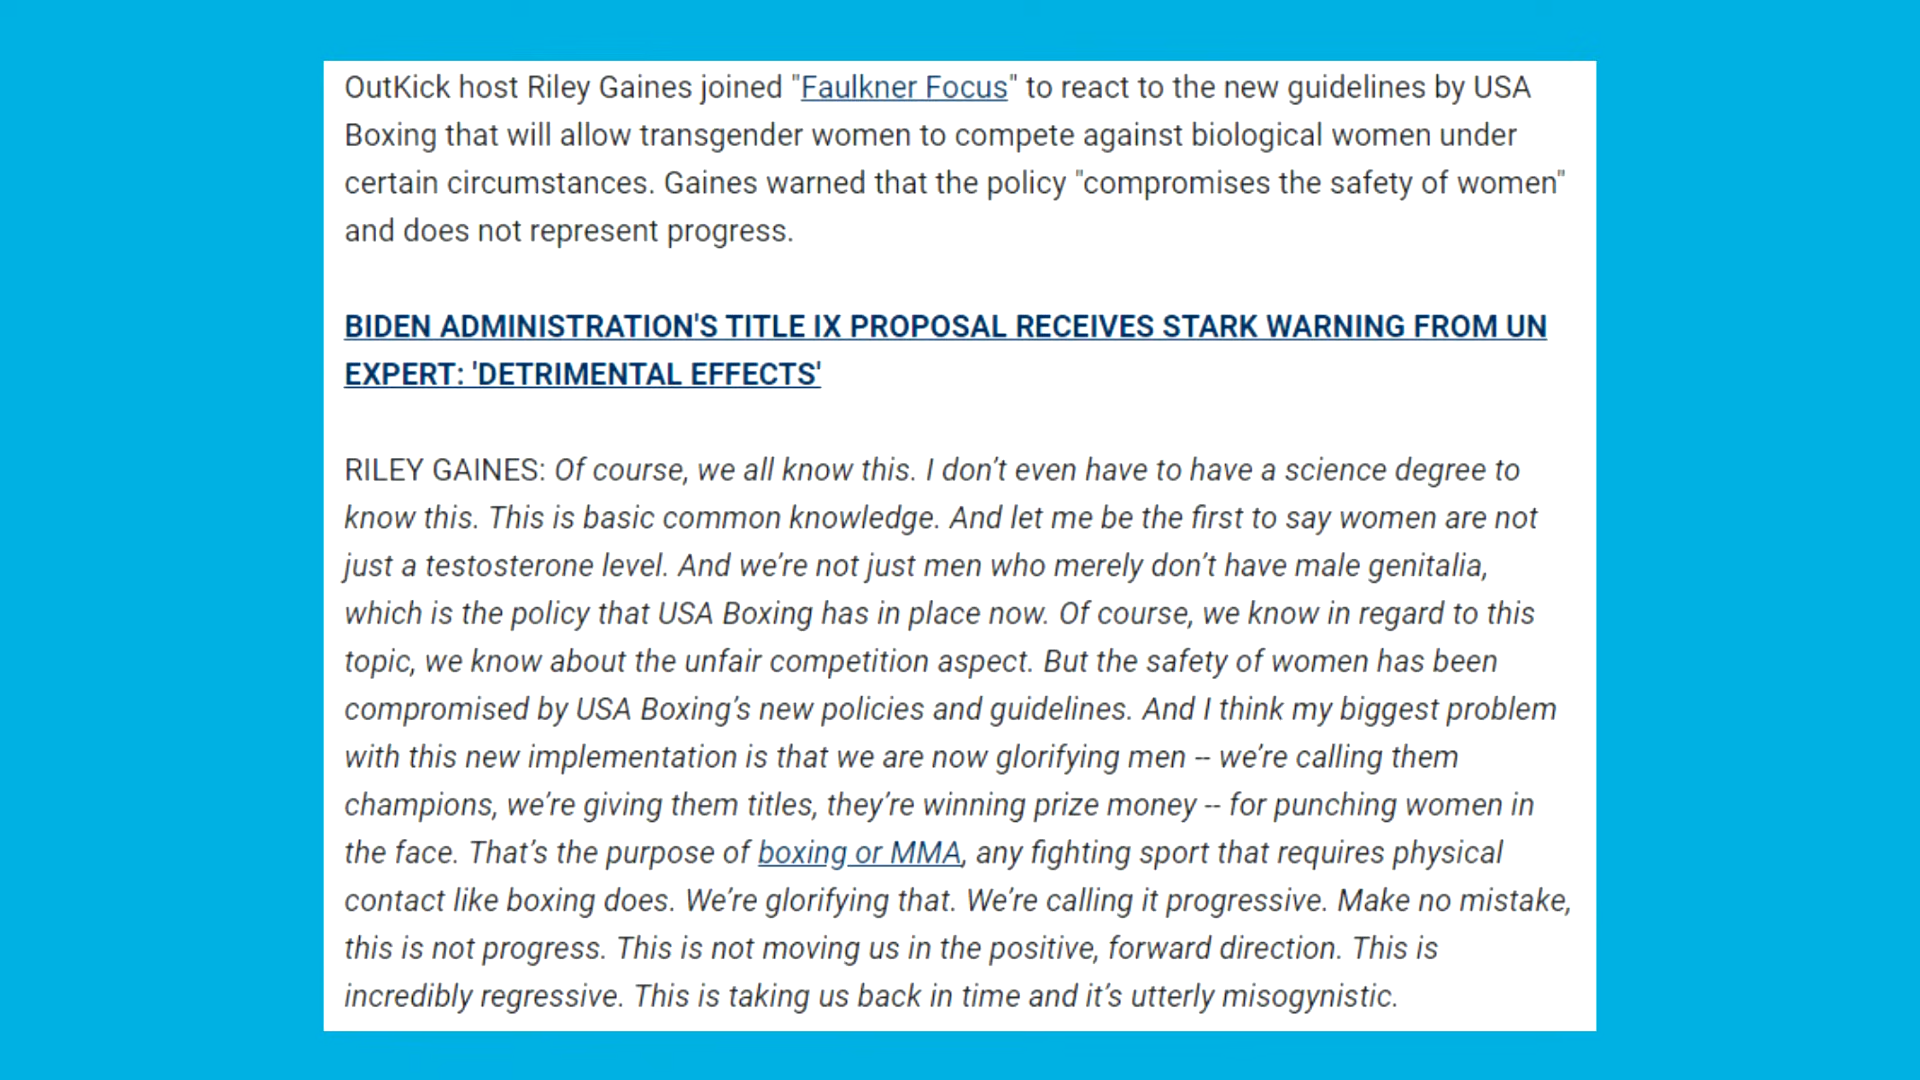 OutKick host Riley Gaines joined "Faulkner Focus" to react to the new guidelines by USA
Boxing that will allow transgender women to compete against biological women under
certain circumstances. Gaines warned that the policy "compromises the safety of women"
and does not represent progress.
BIDEN ADMINISTRATION'S TITLE IX PROPOSAL RECEIVES STARK WARNING FROM UN
EXPERT: 'DETRIMENTAL EFFECTS'
RILEY GAINES: Of course, we all know this. I don’t even have to have a science degree to
know this. This is basic common knowledge. And let me be the first to say women are not
just a testosterone level. And we’re not just men who merely don’t have male genitalia,
which is the policy that USA Boxing has in place now. Of course, we know in regard to this
topic, we know about the unfair competition aspect. But the safety of women has been
compromised by USA Boxing’s new policies and guidelines. And I think my biggest problem
with this new implementation is that we are now glorifying men -- we’re calling them
champions, we’re giving them titles, they’re winning prize money -- for punching women in
the face. That’s the purpose of boxing or MMA, any fighting sport that requires physical
contact like boxing does. We’re glorifying that. We’re calling it progressive. Make no mistake,
this is not progress. This is not moving us in the positive, forward direction. This is
incredibly regressive. This is taking us back in time and it’s utterly misogynistic.